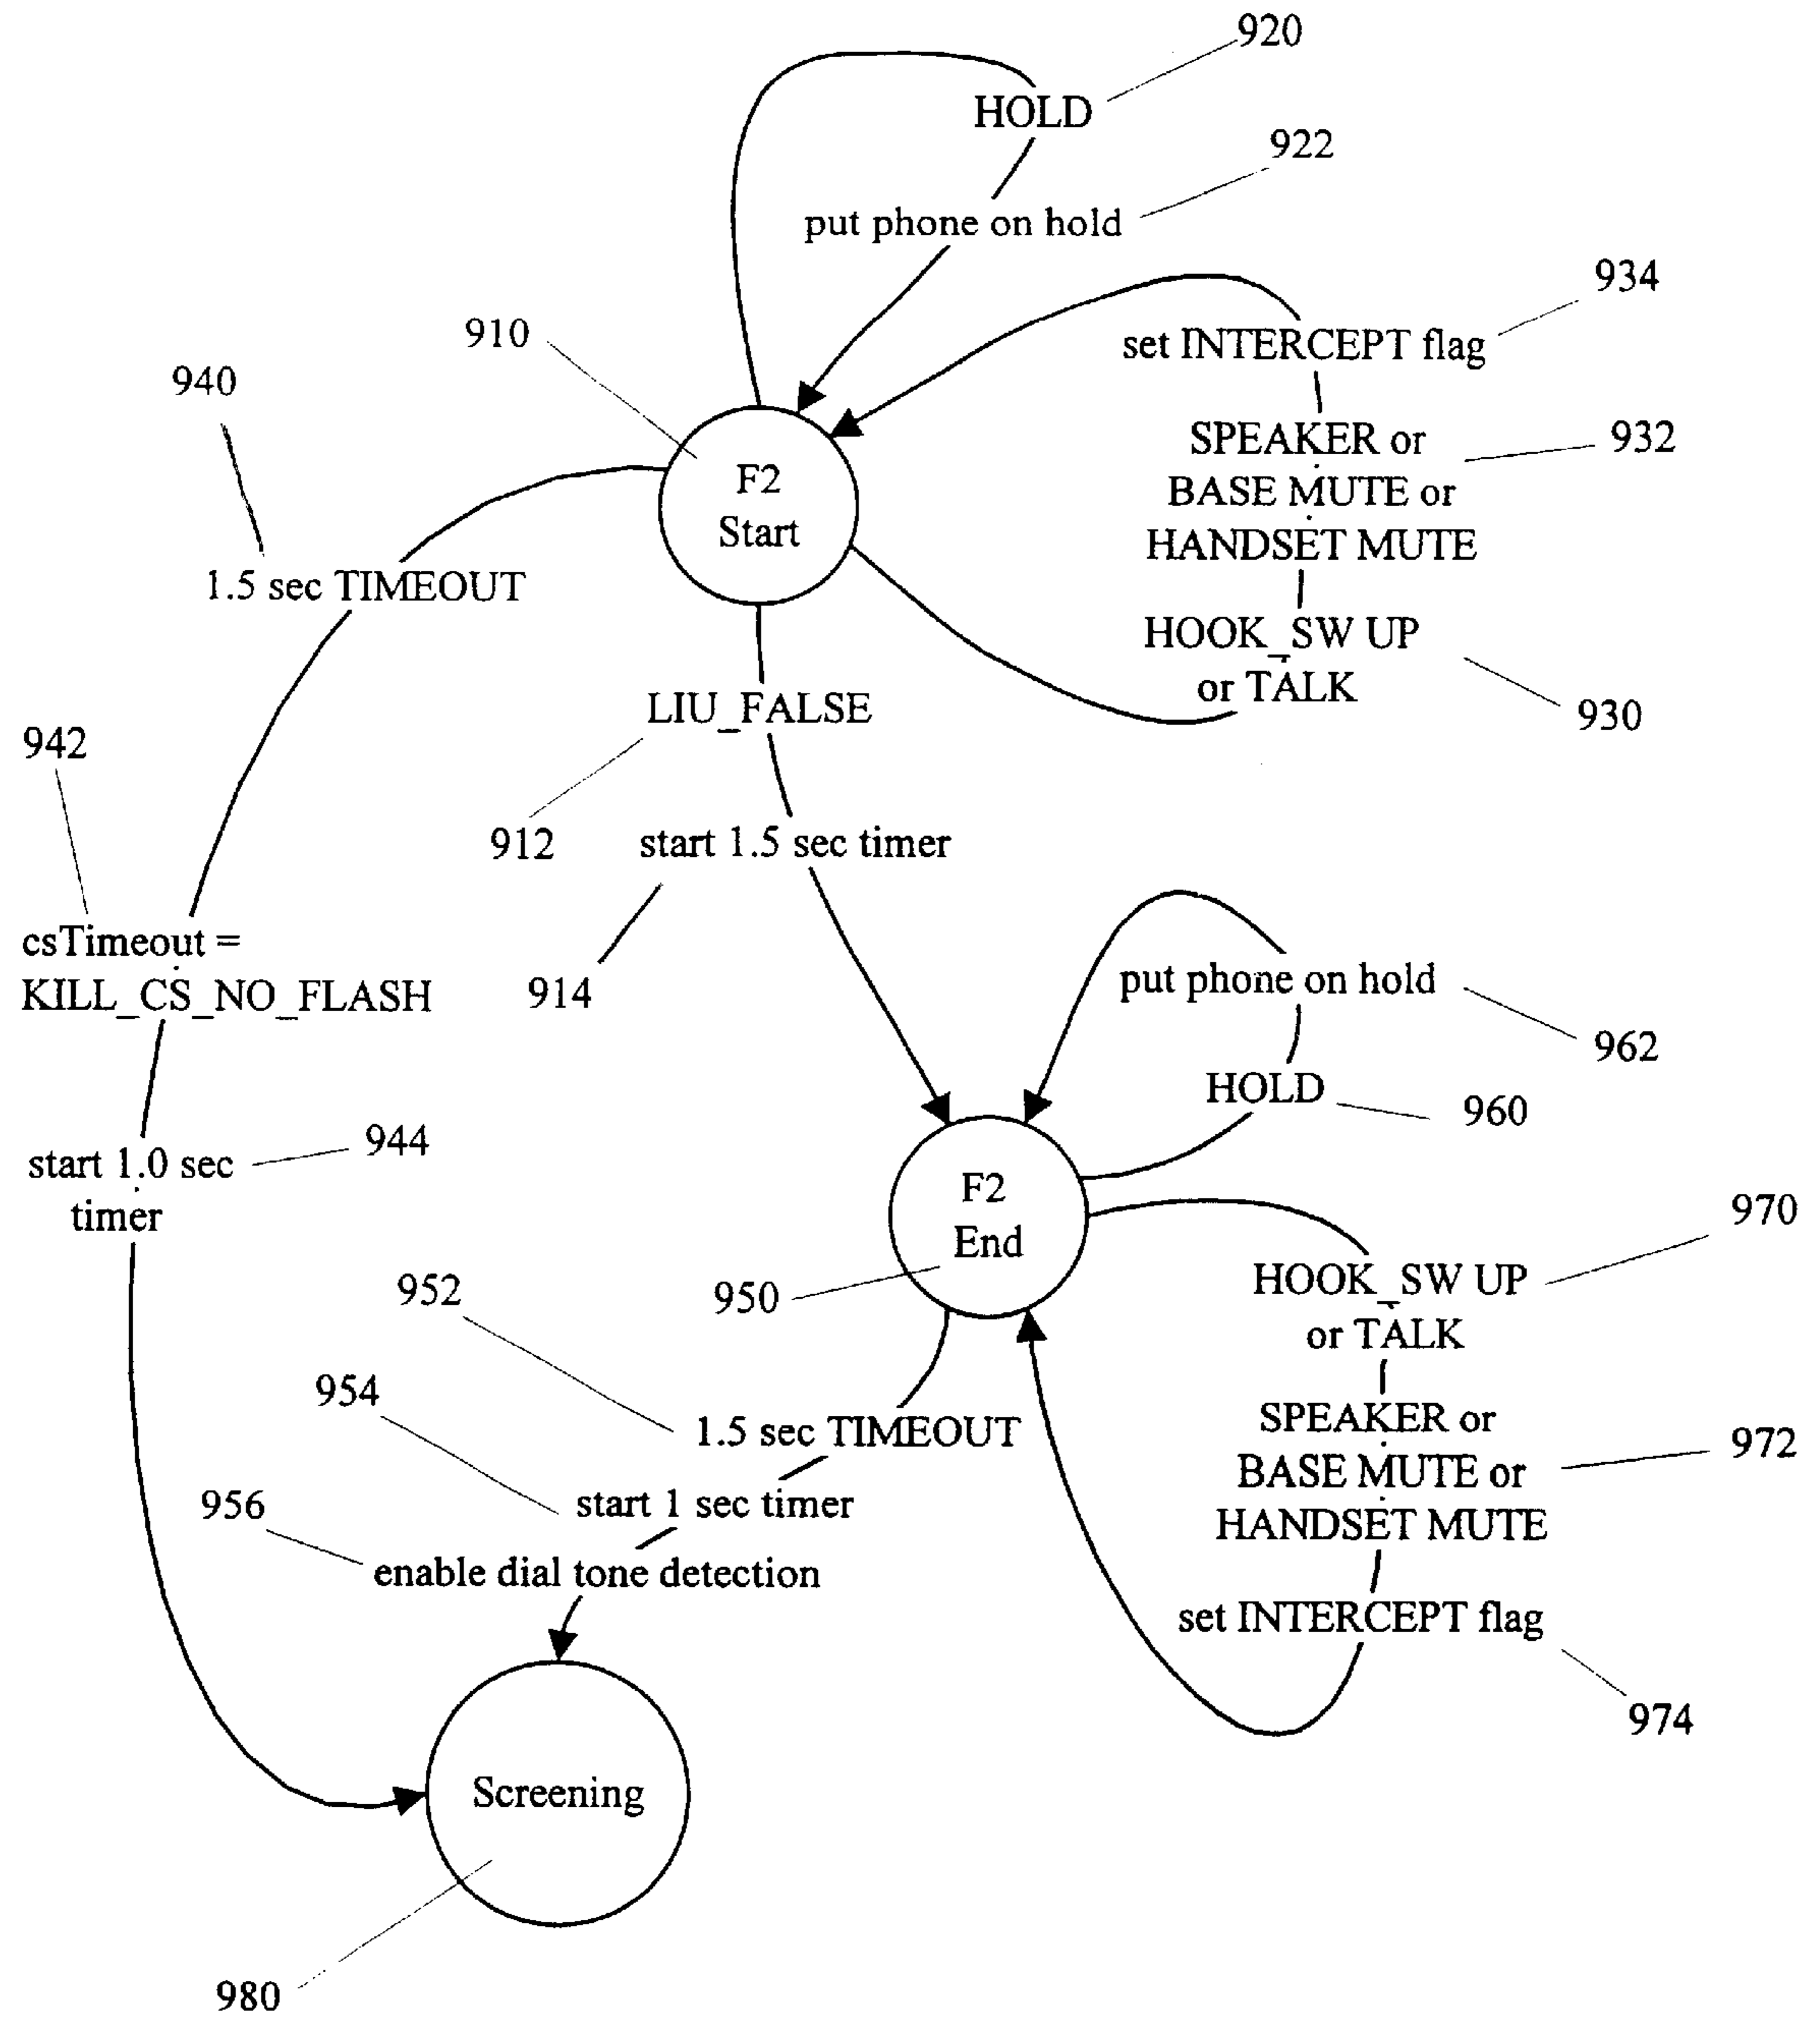 920
HOLD
922
put phone on hold
934
set INTERCEPT flag
910
940
SPEAKER or
932
BASE MUTE or
HANDSET MUTE
F2
Start
1.5 sec TIMEOUT
HOOK_SW UP
or TALK
930
LIU_FALSE
942
912
start 1.5 sec timer
914
csTimeout =
KILL_CS_NO_FLASH
put phone on hold
962
HOLD
960
944
start 1.0 sec
timer
F2
End
950
970
HOOK_SW UP
or TALK
952
954
SPEAKER or
972
BASE MUTE or
HANDSET MUTE
1.5 sec TIMEOUT
956
start 1 sec timer
enable dial tone detection
set INTERCEPT flag
974
Screening
980